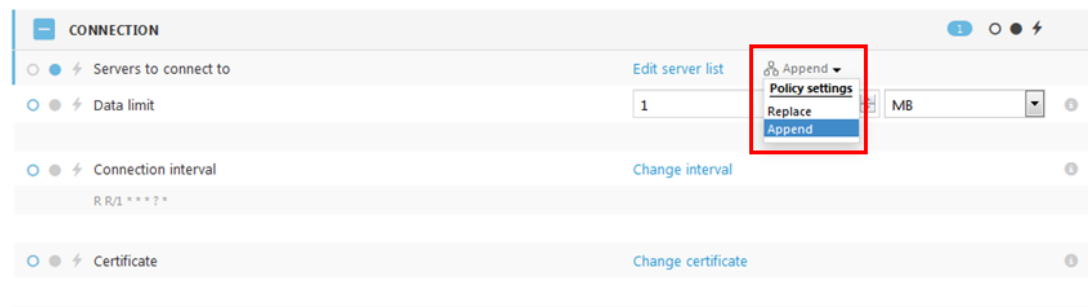 CONNECTION 1
Servers to connect to Edit server list Append
Policy settings
Data limit 1 MB
Replace
Append
Connection interval Change interval
R R/1 * * * ? *
Certificate Change certificate